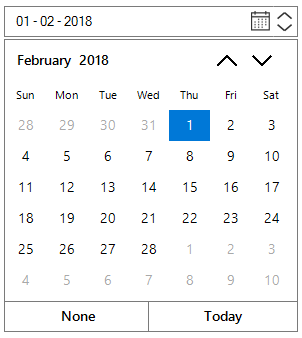 01 - 02 - 2018
February 2018
Sun Mon Tue Wed Thu Fri Sat
28 29 30 31 1 2 3
4 5 6 7 8 9 10
11 12 13 14 15 16 17
18 19 20 21 22 23 24
25 26 27 28 1 2 3
4 5 6 7 8 9 10
None Today